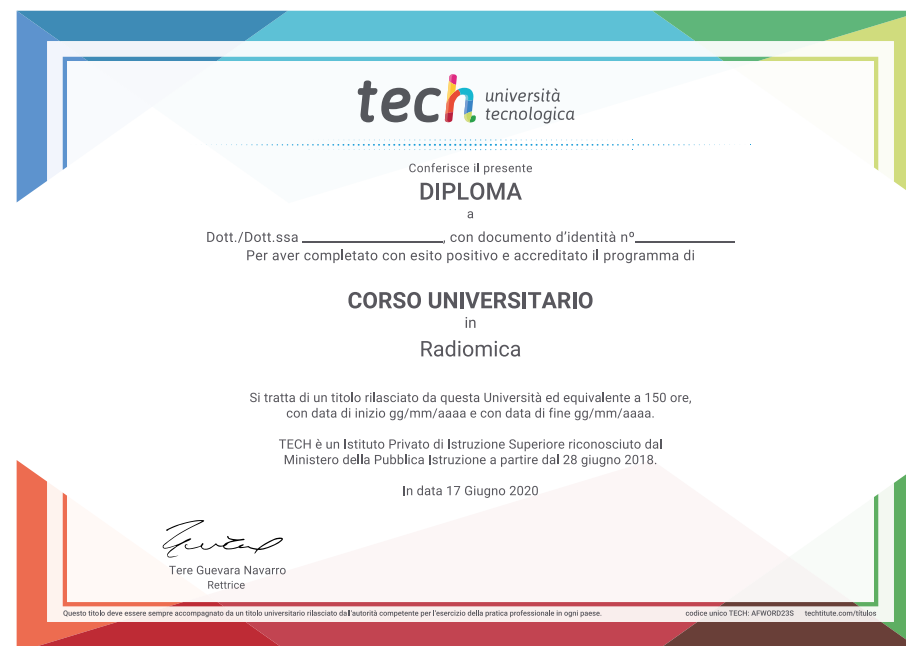 tech università
tecnologica
Conferisce il presente
DIPLOMA
a
Dott./Dott.ssa ____________________, con documento d'identità nº______________
Per aver completato con esito positivo e accreditato il programma di
CORSO UNIVERSITARIO
in
Radiomica
Si tratta di un titolo rilasciato da questa Università ed equivalente a 150 ore,
con data di inizio gg/mm/aaaa e con data di fine gg/mm/aaaa.
TECH è un Istituto Privato di Istruzione Superiore riconosciuto dal
Ministero della Pubblica Istruzione a partire dal 28 giugno 2018.
In data 17 Giugno 2020
Tere Guevara Navarro
Rettrice
Questo titolo deve essere sempre accompagnato da un titolo universitario rilasciato dall'autorità competente per l'esercizio della pratica professionale in ogni paese. codice unico TECH: AFWORD23S techtitute.com/titulos